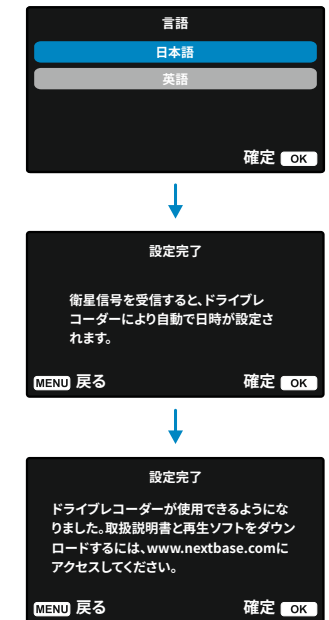 言語
日本語
英語
確定 OK
設定完了
衛星信号を受信すると、ドライブレ
コーダーにより自動で日時が設定さ
れます。
MENU 戻る 確定 OK
設定完了
ドライブレコーダーが使用できるようにな
りました。取扱説明書と再生ソフトをダウン
ロードするには、www.nextbase.comに
アクセスしてください。
MENU 戻る 確定 OK